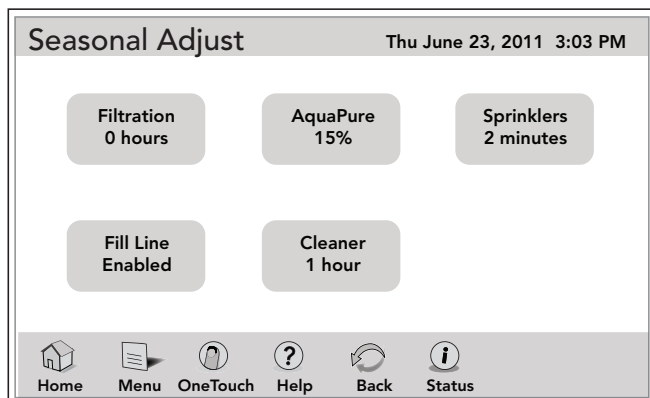 Seasonal Adjust
Thu June 23, 2011 3:03 PM
Filtration
0 hours
AquaPure
15%
Sprinklers
2 minutes
Fill Line
Enabled
Cleaner
1 hour
?
i
Home Menu OneTouch Help Back Status